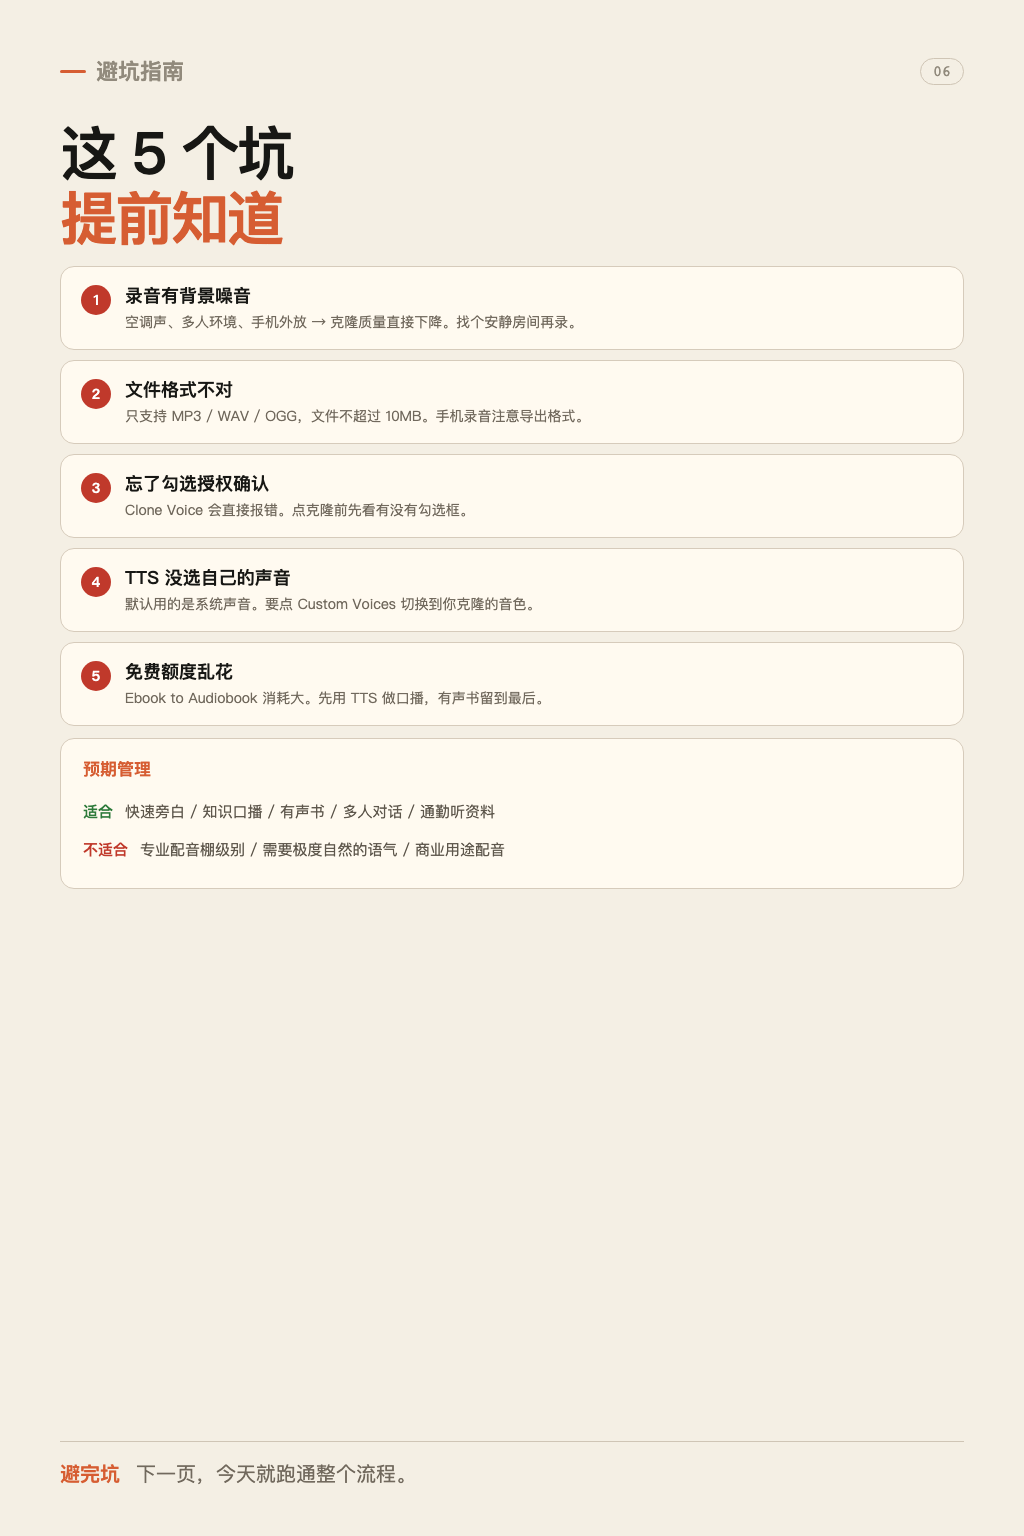 避坑指南
06
这 5 个坑
提前知道
1 录音有背景噪音
空调声、多人环境、手机外放 → 克隆质量直接下降。找个安静房间再录。
2 文件格式不对
只支持 MP3 / WAV / OGG，文件不超过 10MB。手机录音注意导出格式。
3 忘了勾选授权确认
Clone Voice 会直接报错。点克隆前先看有没有勾选框。
4 TTS 没选自己的声音
默认用的是系统声音。要点 Custom Voices 切换到你克隆的音色。
5 免费额度乱花
Ebook to Audiobook 消耗大。先用 TTS 做口播，有声书留到最后。
预期管理
适合 快速旁白 / 知识口播 / 有声书 / 多人对话 / 通勤听资料
不适合 专业配音棚级别 / 需要极度自然的语气 / 商业用途配音
避完坑 下一页，今天就跑通整个流程。